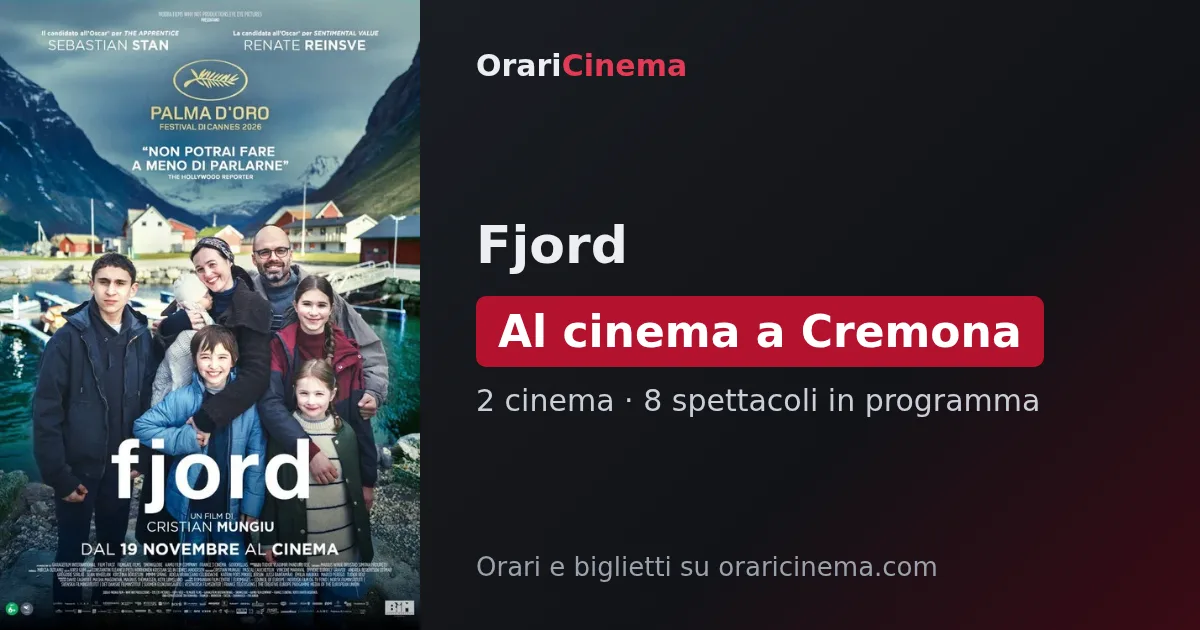 Il candidato all'Oscar® per THE APPRENTICE
SEBASTIAN STAN
La candidata all'Oscar® per SENTIMENTAL VALUE
RENATE REINSVE
PALMA D'ORO
FESTIVAL DI CANNES 2026
“NON POTRAI FARE
A MENO DI PARLARNE”
THE HOLLYWOOD REPORTER
fjord
UN FILM DI
CRISTIAN MUNGIU
DAL 19 NOVEMBRE AL CINEMA
BiM
OrariCinema
Fjord
Al cinema a Cremona
2 cinema · 8 spettacoli in programma
Orari e biglietti su oraricinema.com